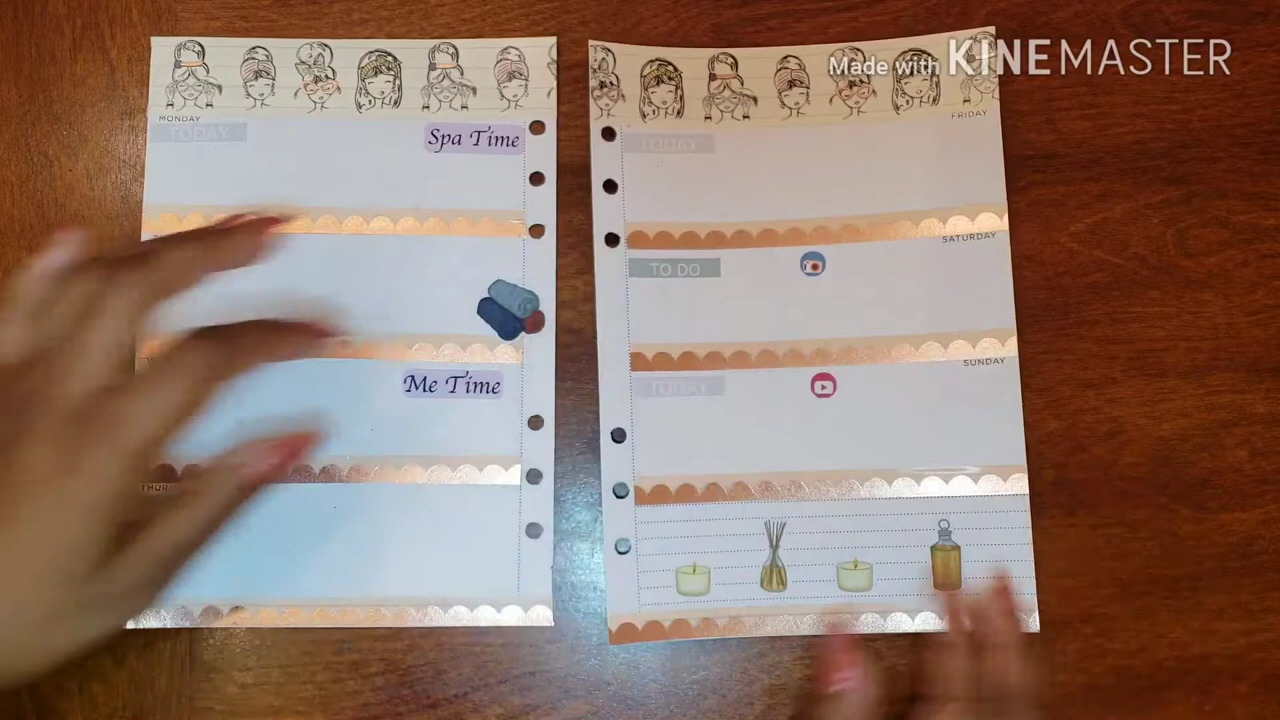 Made with KINEMASTER
MONDAY
TODAY
Spa Time
Me Time
THUR
FRIDAY
TODAY
SATURDAY
TO DO
SUNDAY
TODAY